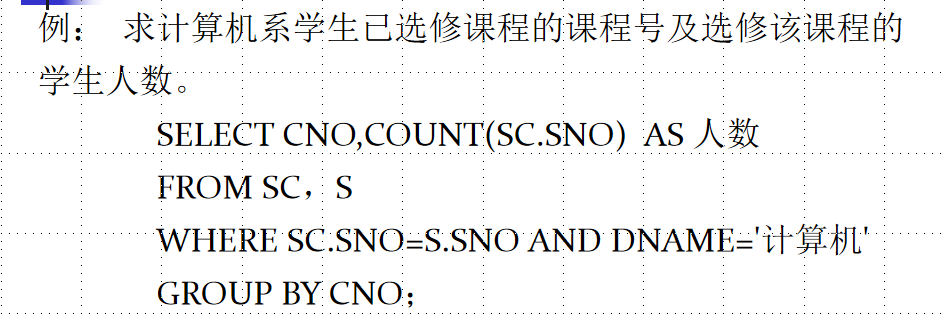 例： 求计算机系学生已选修课程的课程号及选修该课程的
学生人数。
SELECT CNO,COUNT(SC.SNO) AS 人数
FROM SC，S
WHERE SC.SNO=S.SNO AND DNAME='计算机'
GROUP BY CNO；